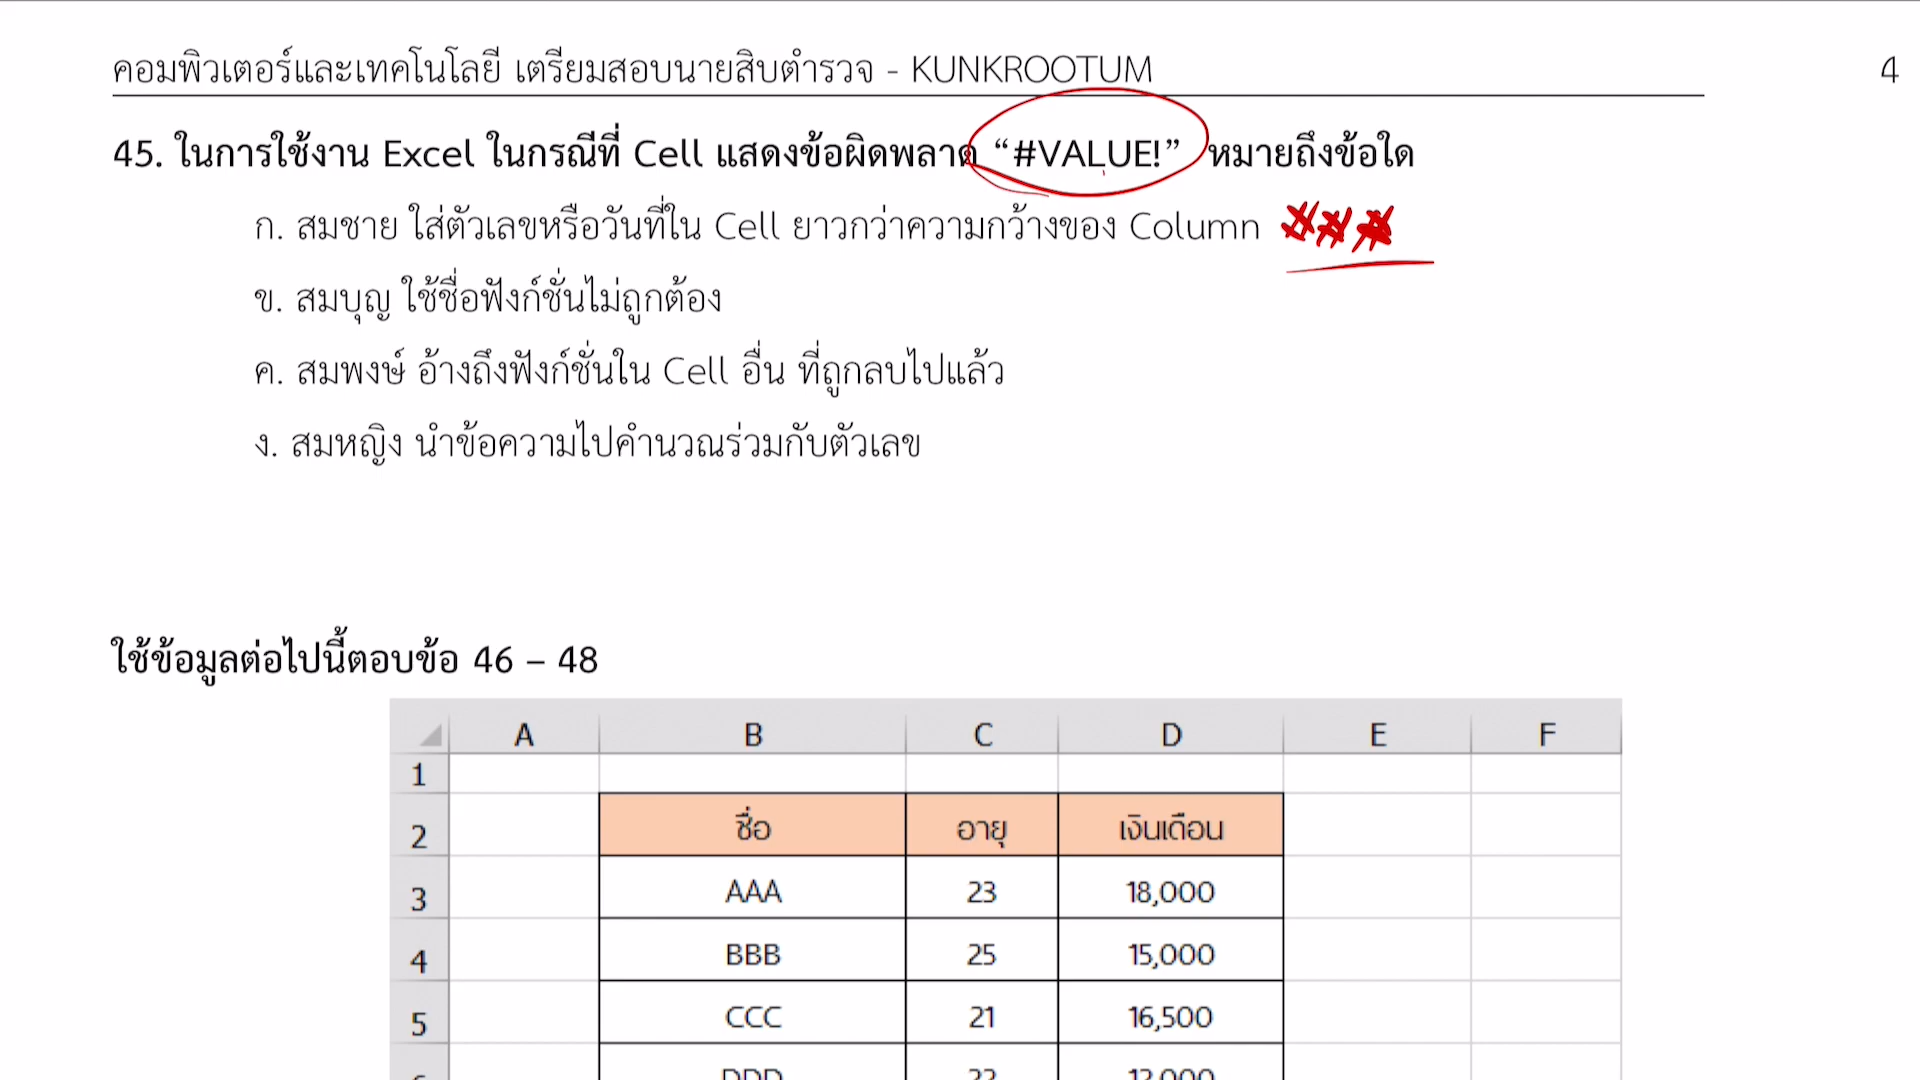 คอมพิวเตอร์และเทคโนโลยี เตรียมสอบนายสิบตำรวจ - KUNKROOTUM
4
45. ในการใช้งาน Excel ในกรณีที่ Cell แสดงข้อผิดพลาด “#VALUE!” หมายถึงข้อใด
ก. สมชาย ใส่ตัวเลขหรือวันที่ใน Cell ยาวกว่าความกว้างของ Column ###
ข. สมบุญ ใช้ชื่อฟังก์ชั่นไม่ถูกต้อง
ค. สมพงษ์ อ้างถึงฟังก์ชั่นใน Cell อื่น ที่ถูกลบไปแล้ว
ง. สมหญิง นำข้อความไปคำนวณร่วมกับตัวเลข
ใช้ข้อมูลต่อไปนี้ตอบข้อ 46 – 48
A B C D E F
1
2 ชื่อ อายุ เงินเดือน
3 AAA 23 18,000
4 BBB 25 15,000
5 CCC 21 16,500